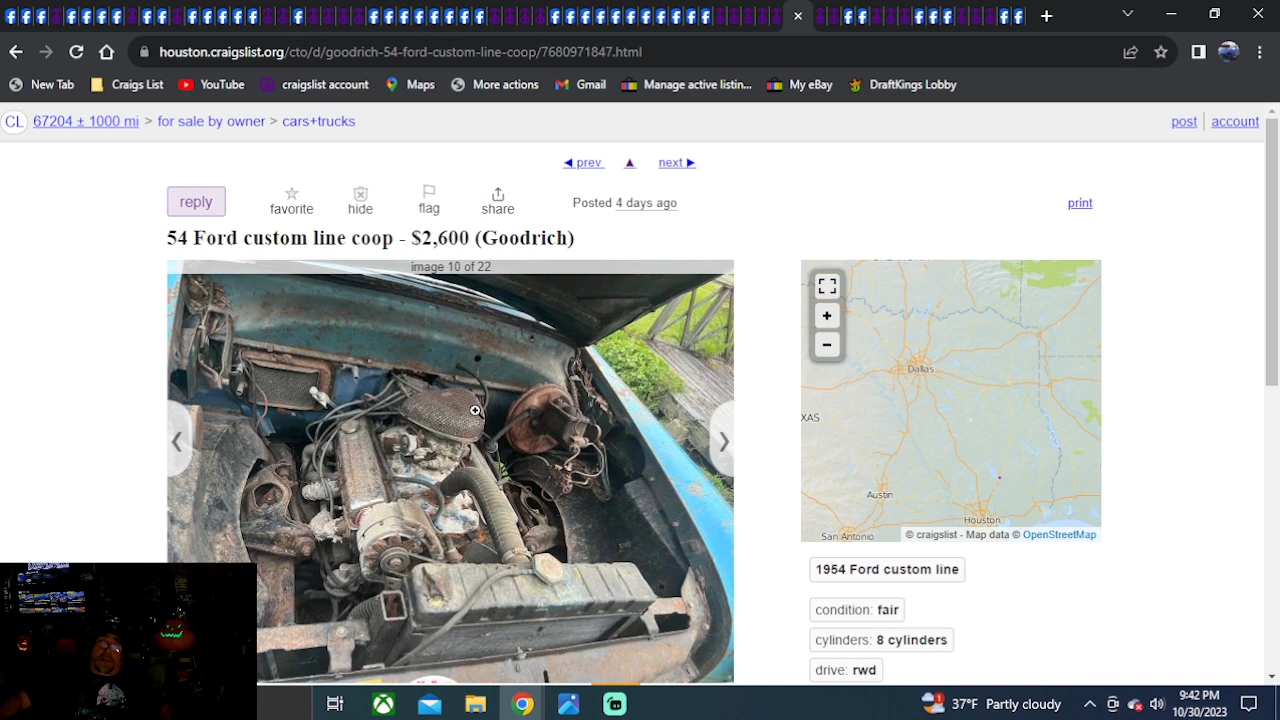 houston.craigslist.org/cto/d/goodrich-54-ford-custom-line-coop/7680971847.html
New Tab
Craigs List
YouTube
craigslist account
Maps
More actions
Gmail
Manage active listin...
My eBay
DraftKings Lobby
CL 67204 ± 1000 mi > for sale by owner > cars+trucks
post account
◀ prev ▲ next ▶
reply
favorite
hide
flag
share
Posted 4 days ago
print
54 Ford custom line coop - $2,600 (Goodrich)
image 10 of 22
Dallas
XAS
Austin
Houston
San Antonio
© craigslist - Map data © OpenStreetMap
1954 Ford custom line
condition: fair
cylinders: 8 cylinders
drive: rwd
37°F Partly cloudy
9:42 PM
10/30/2023